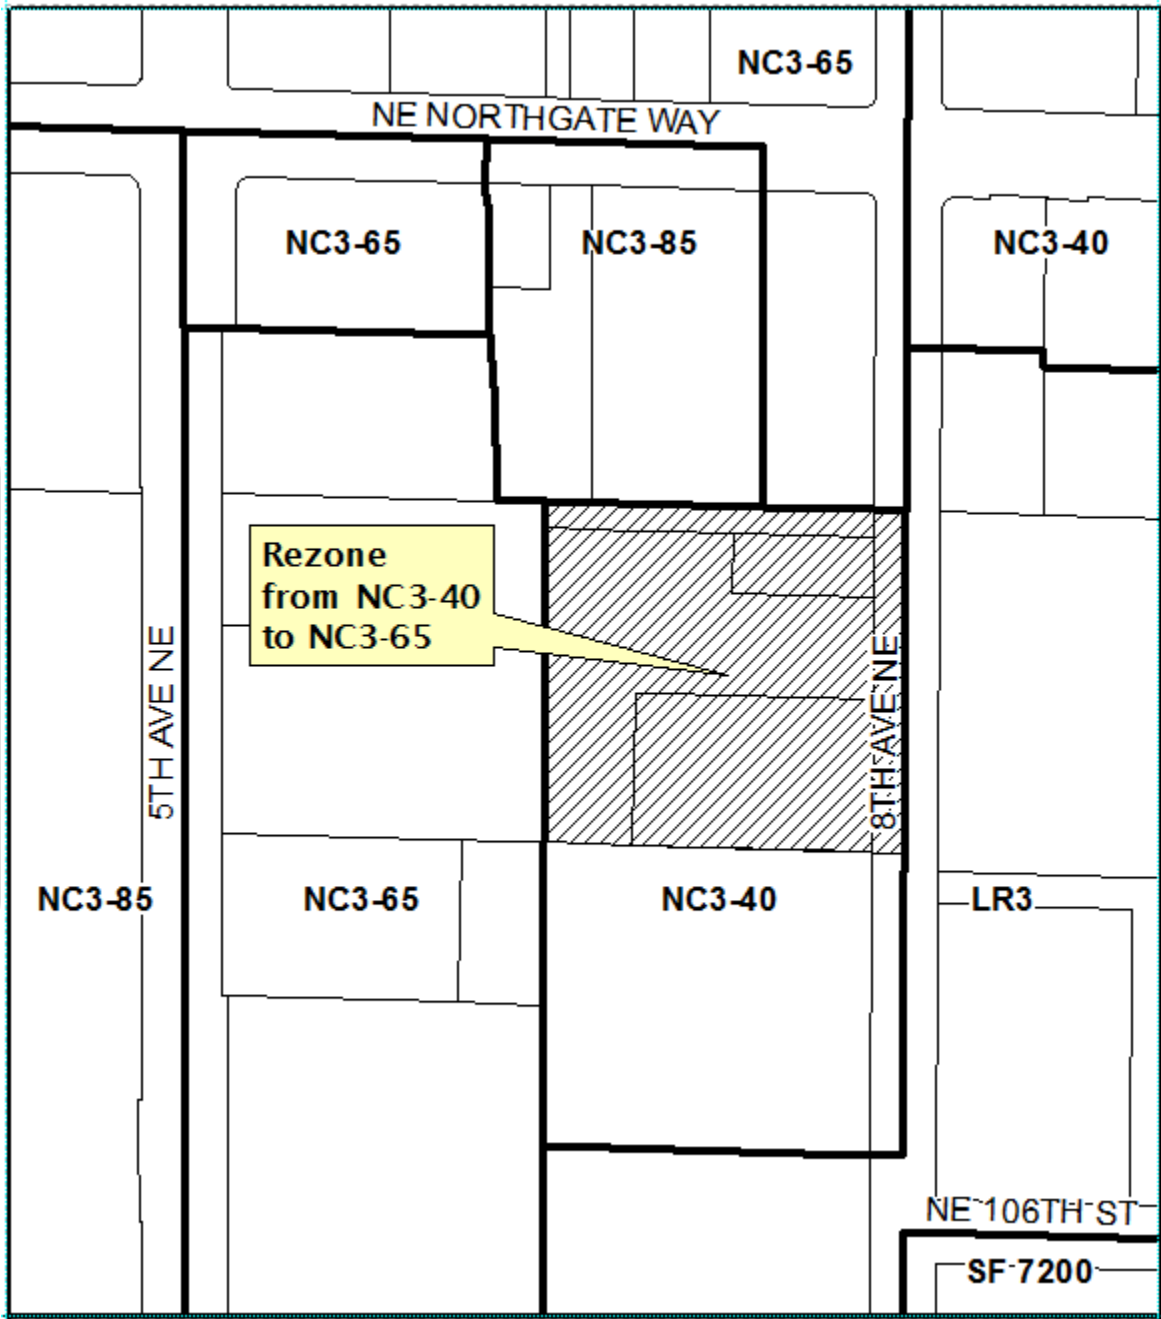 NC3-65
NE NORTHGATE WAY
NC3-65
NC3-85
NC3-40
Rezone
from NC3-40
to NC3-65
5TH AVE NE
8TH AVE NE
NC3-85
NC3-65
NC3-40
LR3
NE 106TH ST
SF 7200